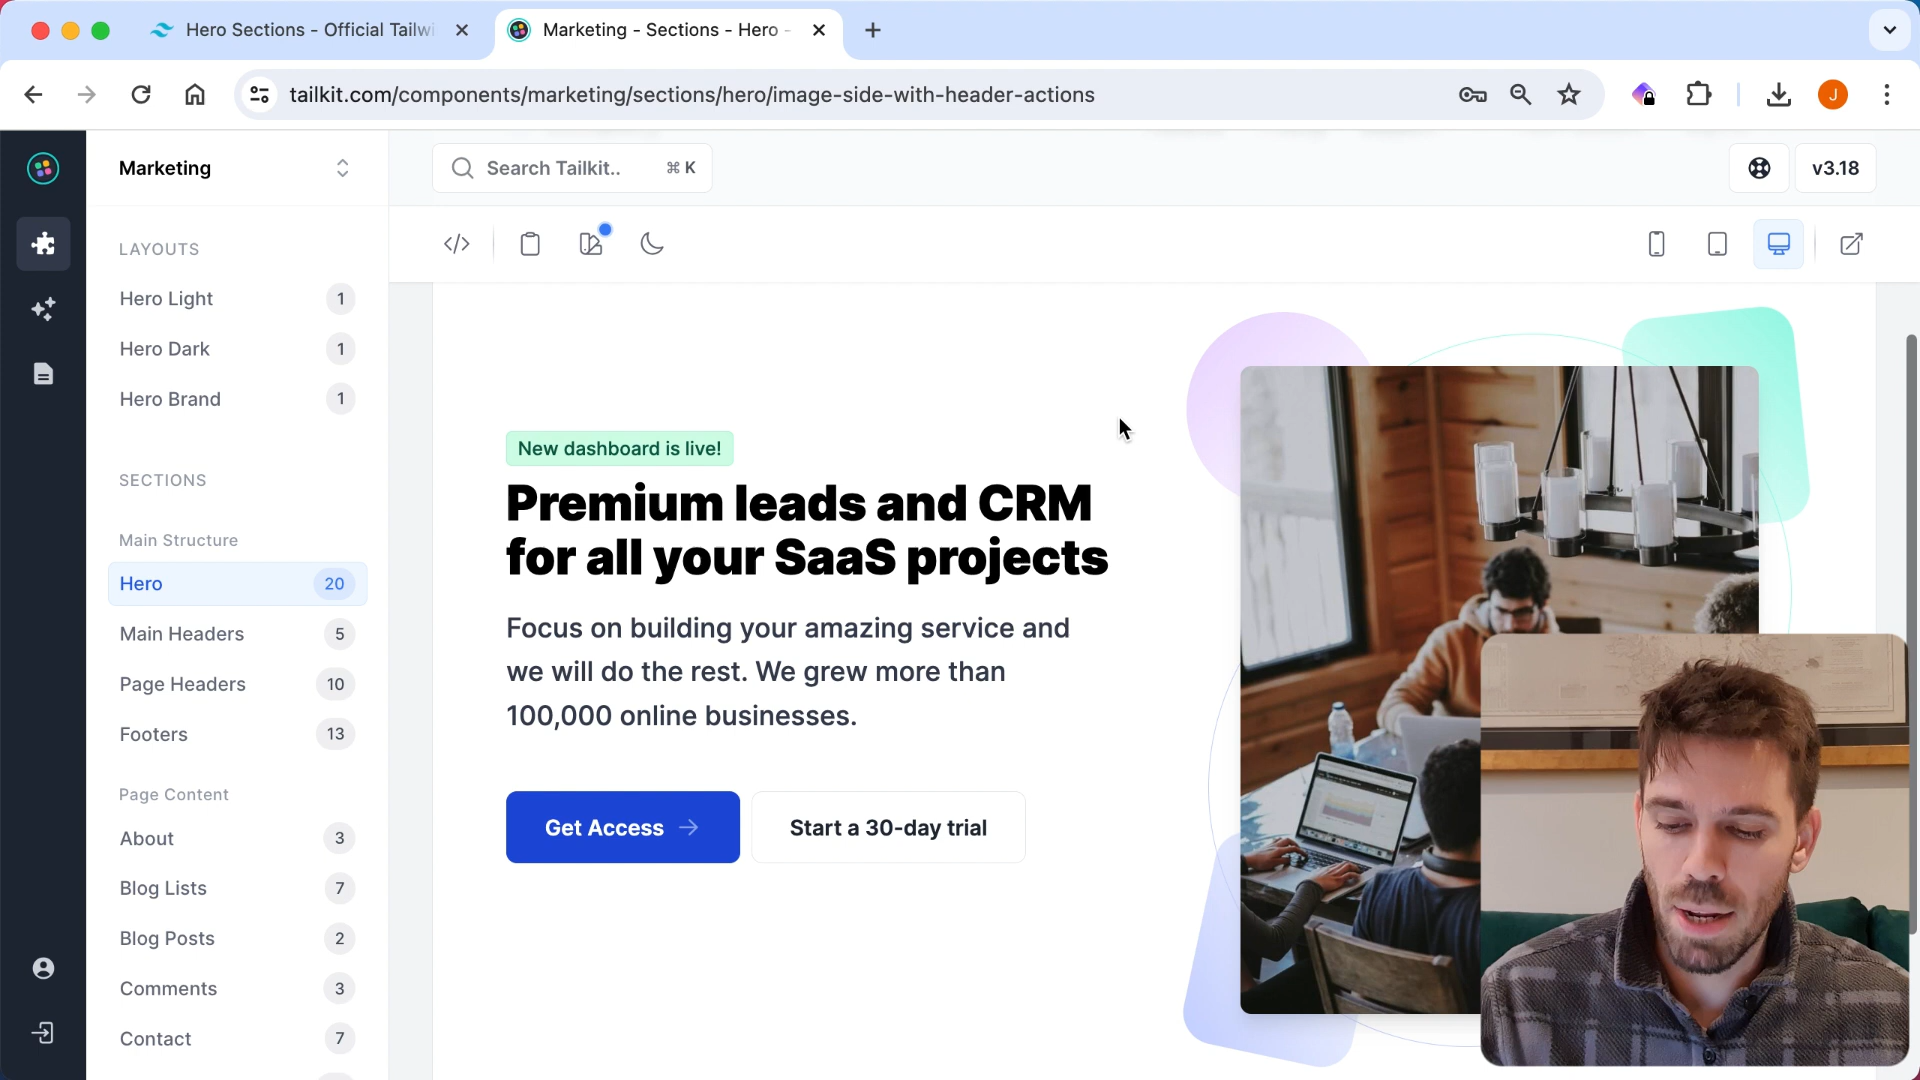 Hero Sections - Official Tailwi
Marketing - Sections - Hero -
tailkit.com/components/marketing/sections/hero/image-side-with-header-actions
J
Marketing
Search Tailkit..
⌘ K
v3.18
LAYOUTS
Hero Light 1
Hero Dark 1
Hero Brand 1
SECTIONS
Main Structure
Hero 20
Main Headers 5
Page Headers 10
Footers 13
Page Content
About 3
Blog Lists 7
Blog Posts 2
Comments 3
Contact 7
New dashboard is live!
Premium leads and CRM
for all your SaaS projects
Focus on building your amazing service and
we will do the rest. We grew more than
100,000 online businesses.
Get Access
Start a 30-day trial